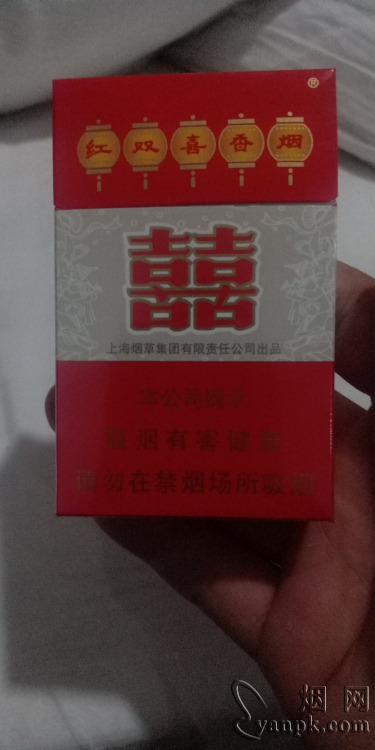 ®
红双喜香烟
囍
上海烟草集团有限责任公司出品
本公司提示
吸烟有害健康
请勿在禁烟场所吸烟
烟网
yanpk.com